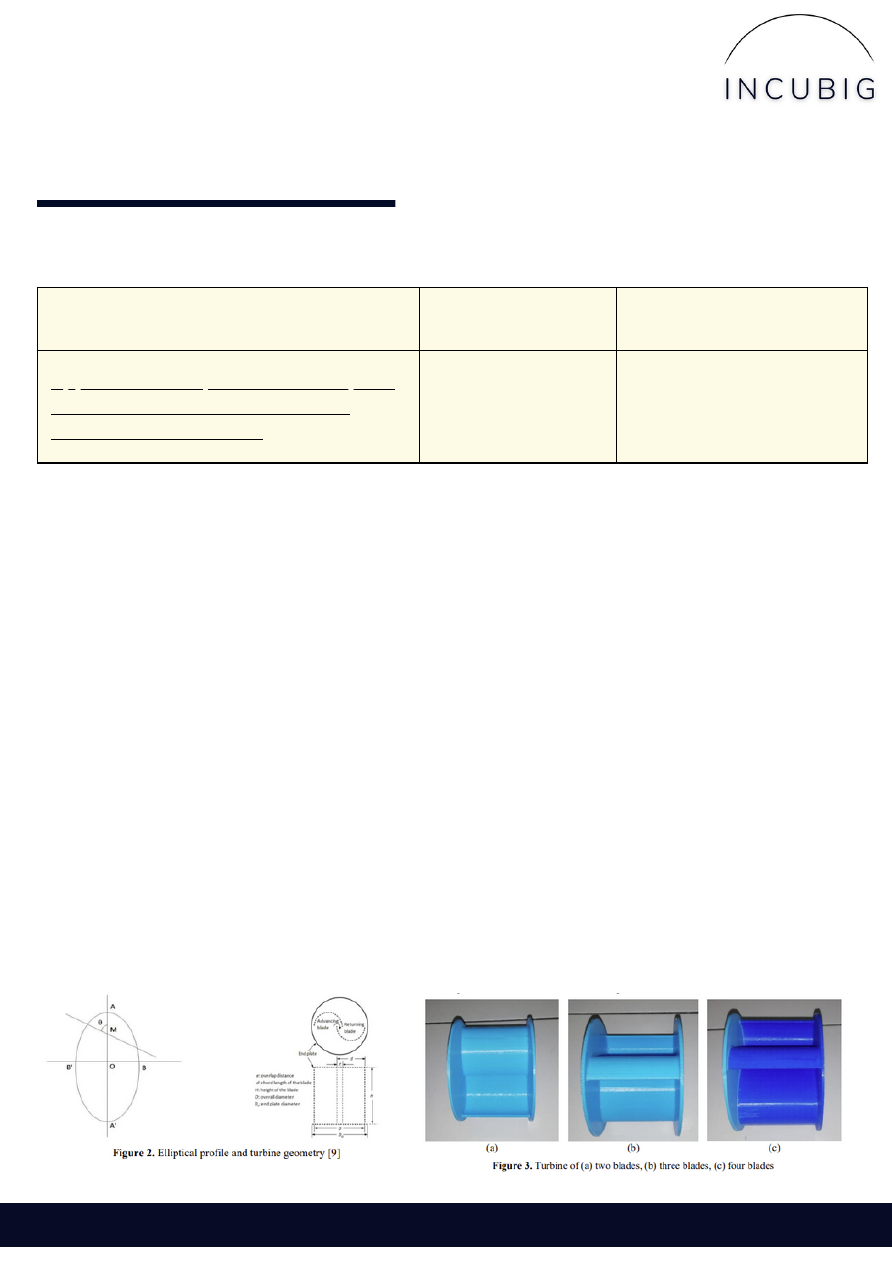 INCUBIG
A
θ
M
B'
O
B
A'
Advancing
blade
Returning
blade
End plate
d
e
e: overlap distance
d: chord length of the blade
H: height of the blade
D: overall diameter
D₀: end plate diameter
H
D
D₀
Figure 2. Elliptical profile and turbine geometry [9]
(a)
(b)
(c)
Figure 3. Turbine of (a) two blades, (b) three blades, (c) four blades